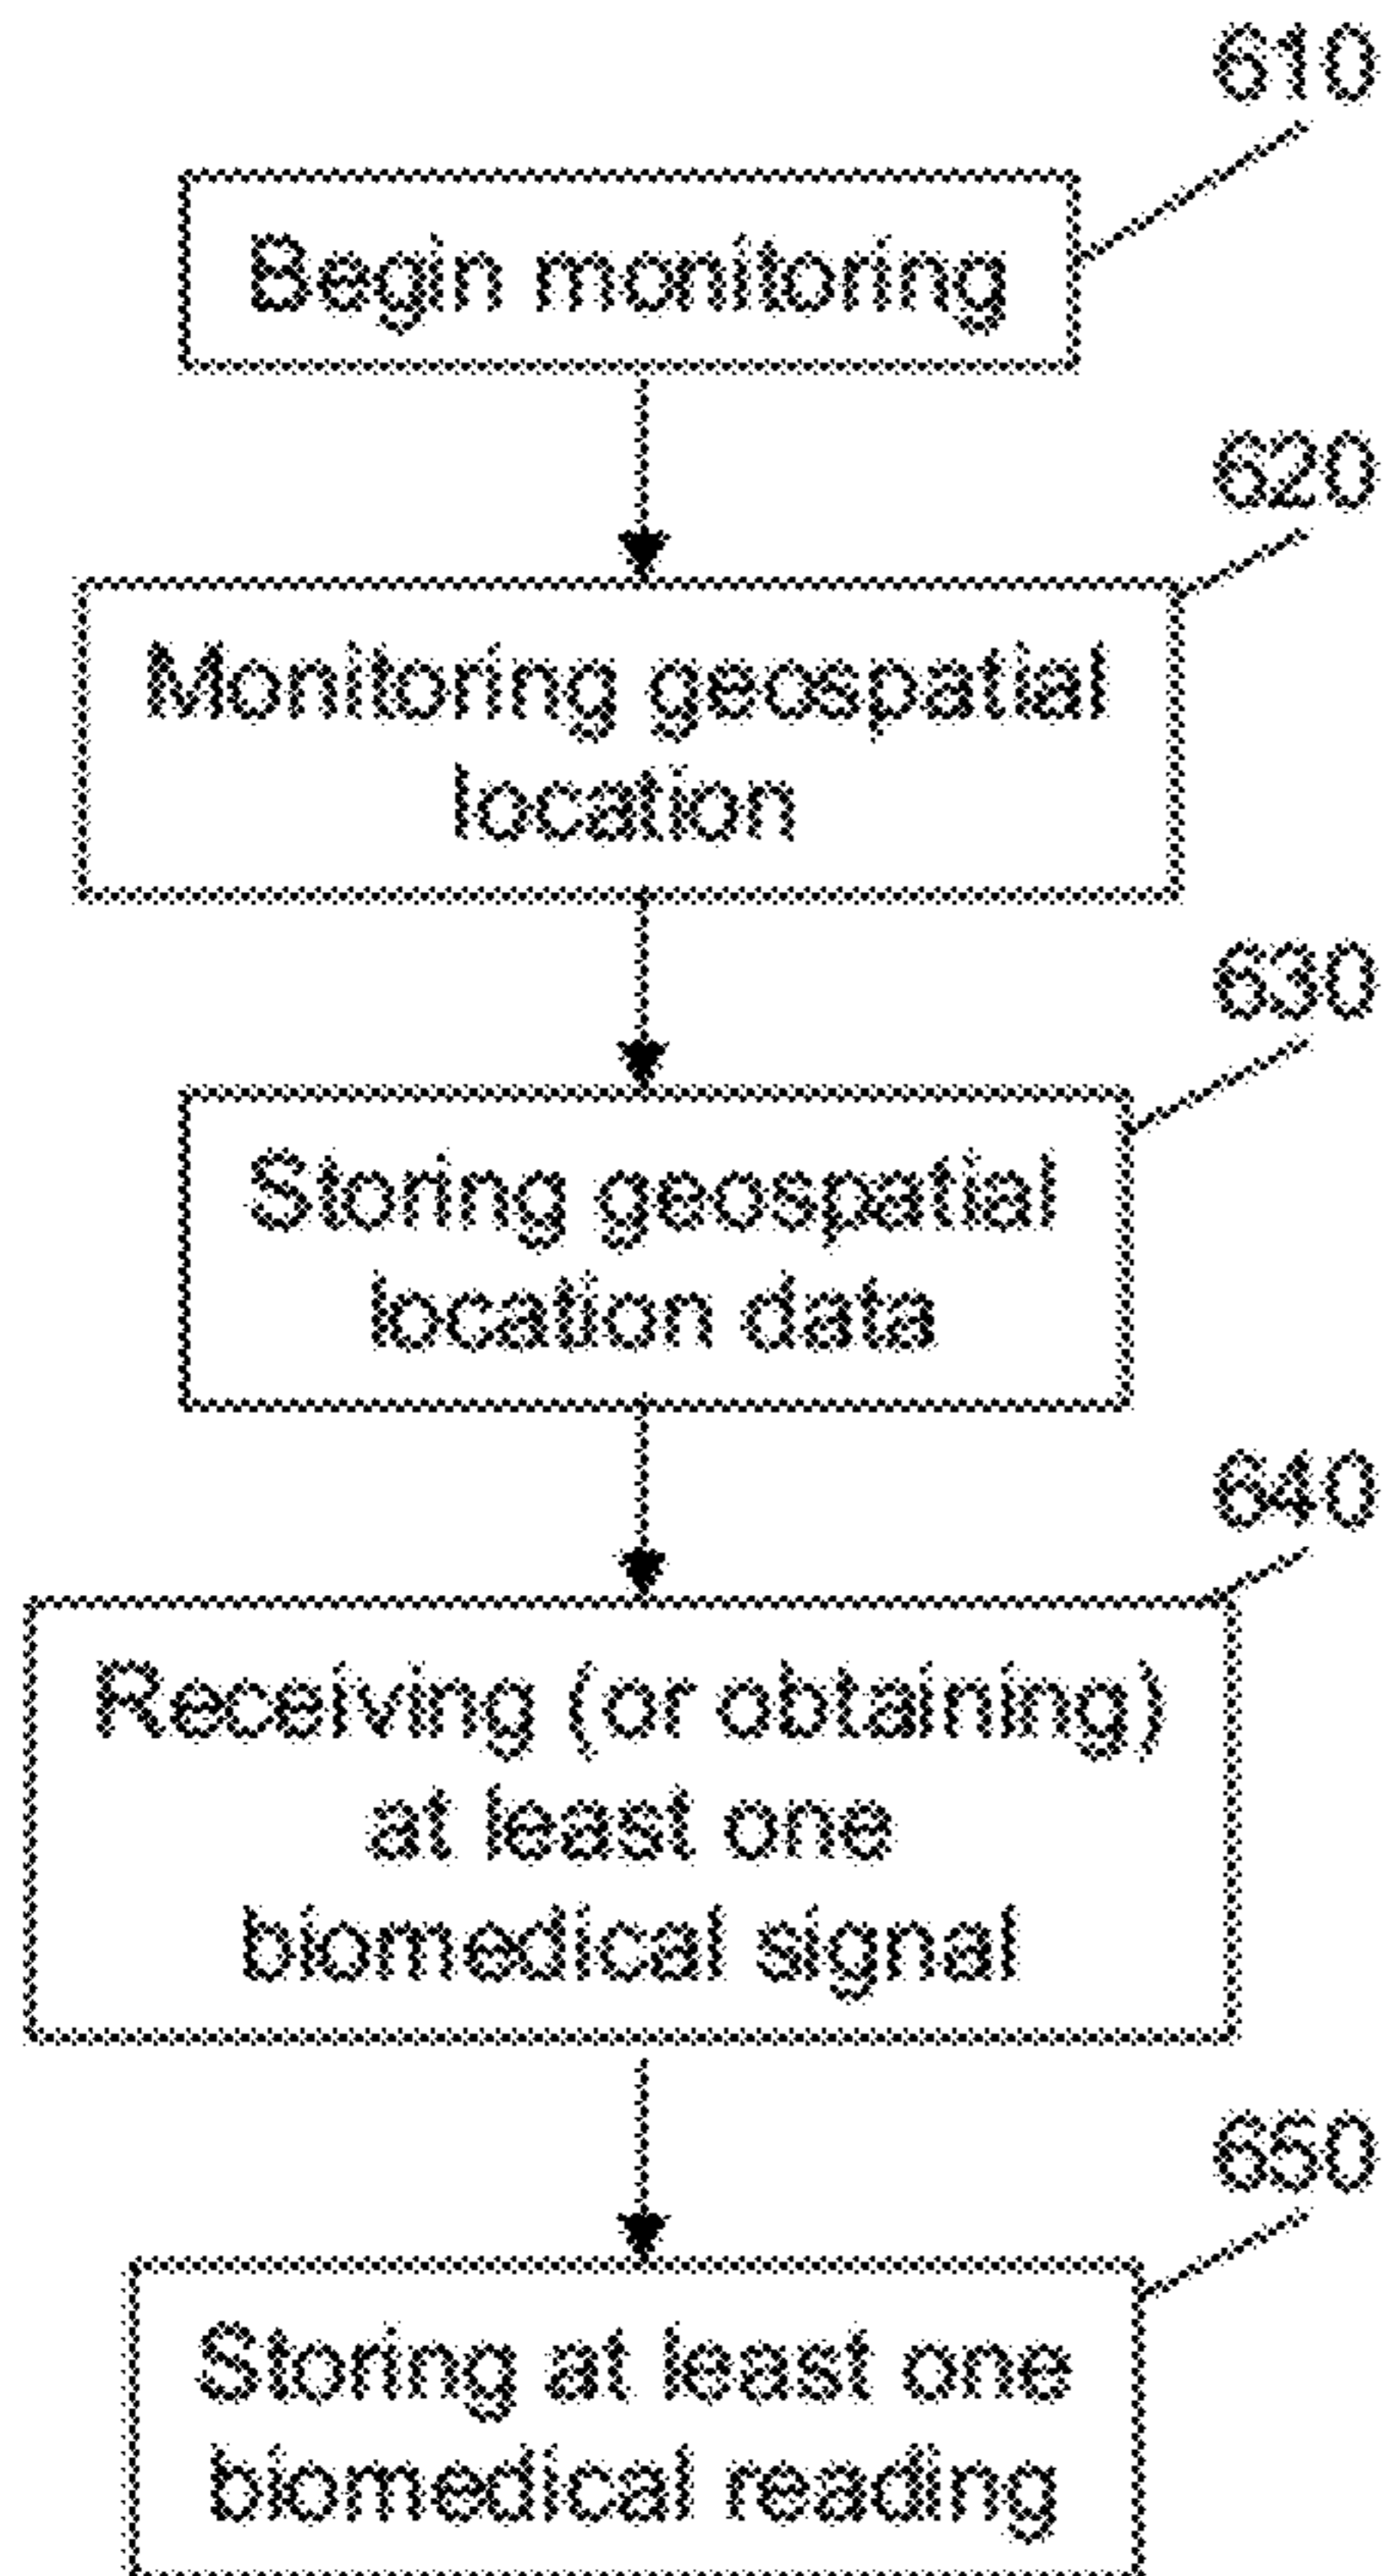 610
Begin monitoring
620
Monitoring geospatial
location
630
Storing geospatial
location data
640
Receiving (or obtaining)
at least one
biomedical signal
650
Storing at least one
biomedical reading